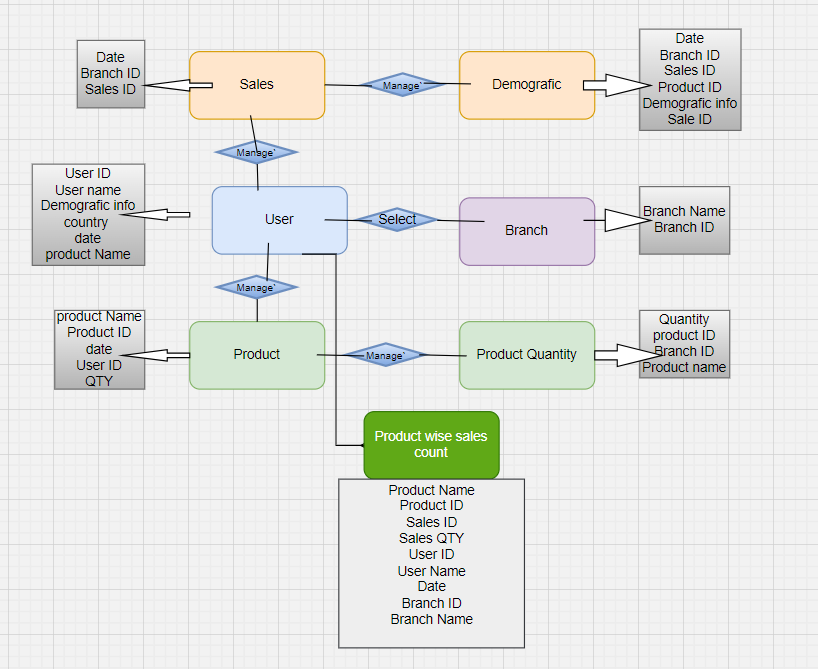 Date
Branch ID
Sales ID
Sales
Manage`
Demografic
Date
Branch ID
Sales ID
Product ID
Demografic info
Sale ID
Manage`
User ID
User name
Demografic info
country
date
product Name
User
Select
Branch
Branch Name
Branch ID
Manage`
product Name
Product ID
date
User ID
QTY
Product
Manage`
Product Quantity
Quantity
product ID
Branch ID
Product name
Product wise sales
count
Product Name
Product ID
Sales ID
Sales QTY
User ID
User Name
Date
Branch ID
Branch Name